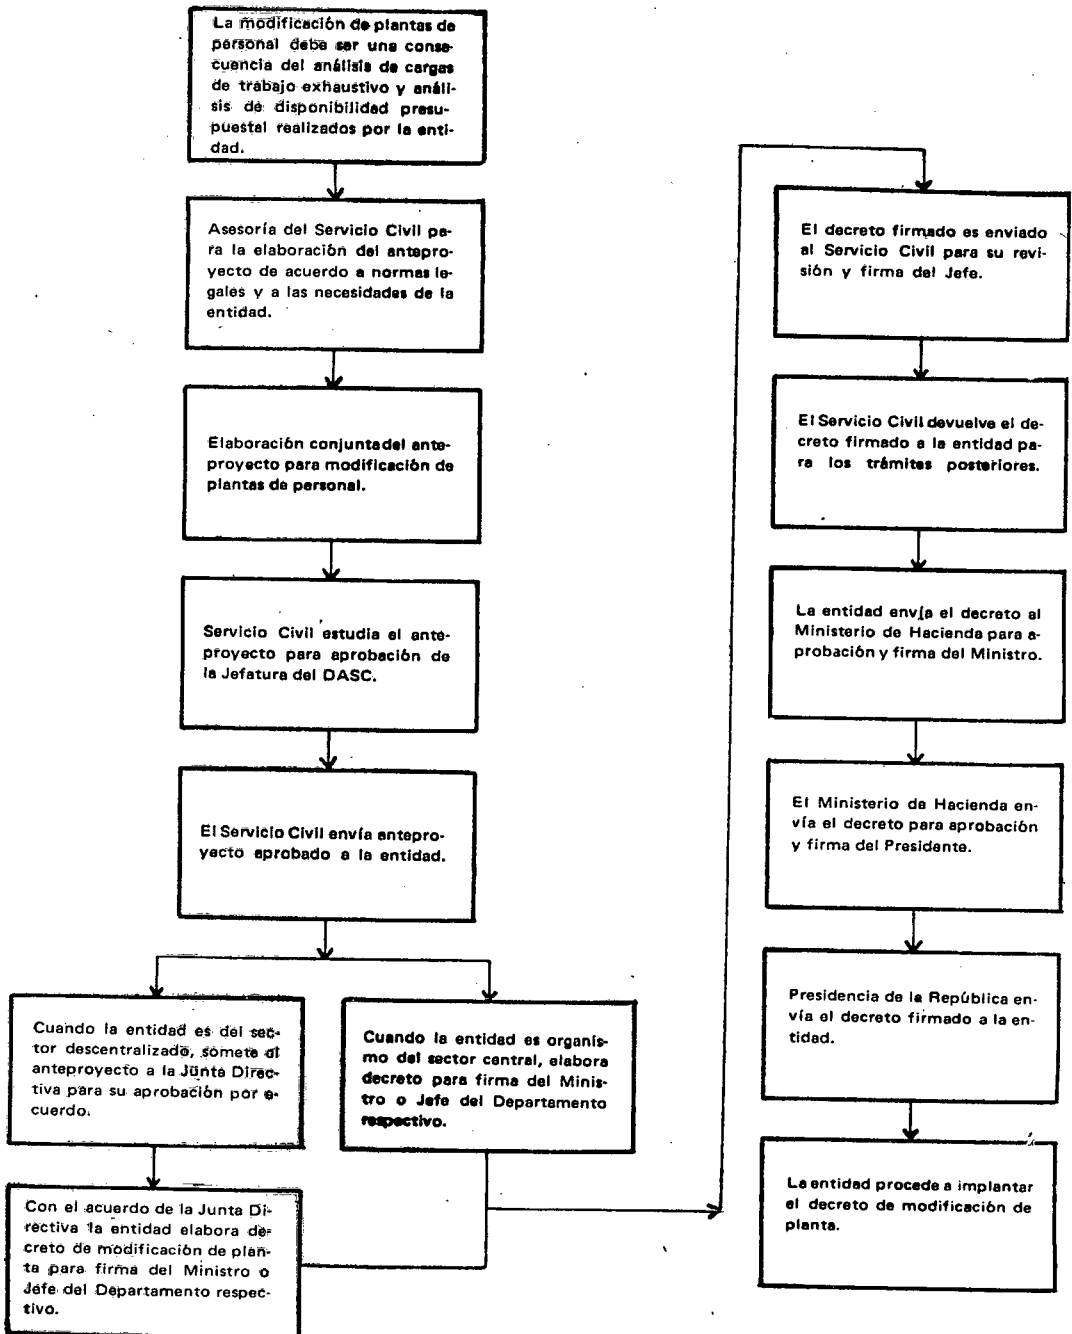 La modificación de plantas de
personal debe ser una conse-
cuencia del análisis de cargas
de trabajo exhaustivo y análi-
sis de disponibilidad presu-
puestal realizados por la enti-
dad.
Asesoría del Servicio Civil pa-
ra la elaboración del antepro-
yecto de acuerdo a normas le-
gales y a las necesidades de la
entidad.
Elaboración conjunta del ante-
proyecto para modificación de
plantas de personal.
Servicio Civil estudia el ante-
proyecto para aprobación de
la Jefatura del DASC.
El Servicio Civil envía antepro-
yecto aprobado a la entidad.
Cuando la entidad es del sec-
tor descentralizado, somete el
anteproyecto a la Junta Direc-
tiva para su aprobación por a-
cuerdo.
Cuando la entidad es organis-
mo del sector central, elabora
decreto para firma del Minis-
tro o Jefe del Departamento
respectivo.
Con el acuerdo de la Junta Di-
rectiva la entidad elabora de-
creto de modificación de plan-
ta para firma del Ministro o
Jefe del Departamento respec-
tivo.
El decreto firmado es enviado
al Servicio Civil para su revi-
sión y firma del Jefe.
El Servicio Civil devuelve el de-
creto firmado a la entidad pa-
ra los trámites posteriores.
La entidad envía el decreto al
Ministerio de Hacienda para a-
probación y firma del Ministro.
El Ministerio de Hacienda en-
vía el decreto para aprobación
y firma del Presidente.
Presidencia de la República en-
vía el decreto firmado a la en-
tidad.
La entidad procede a implantar
el decreto de modificación de
planta.